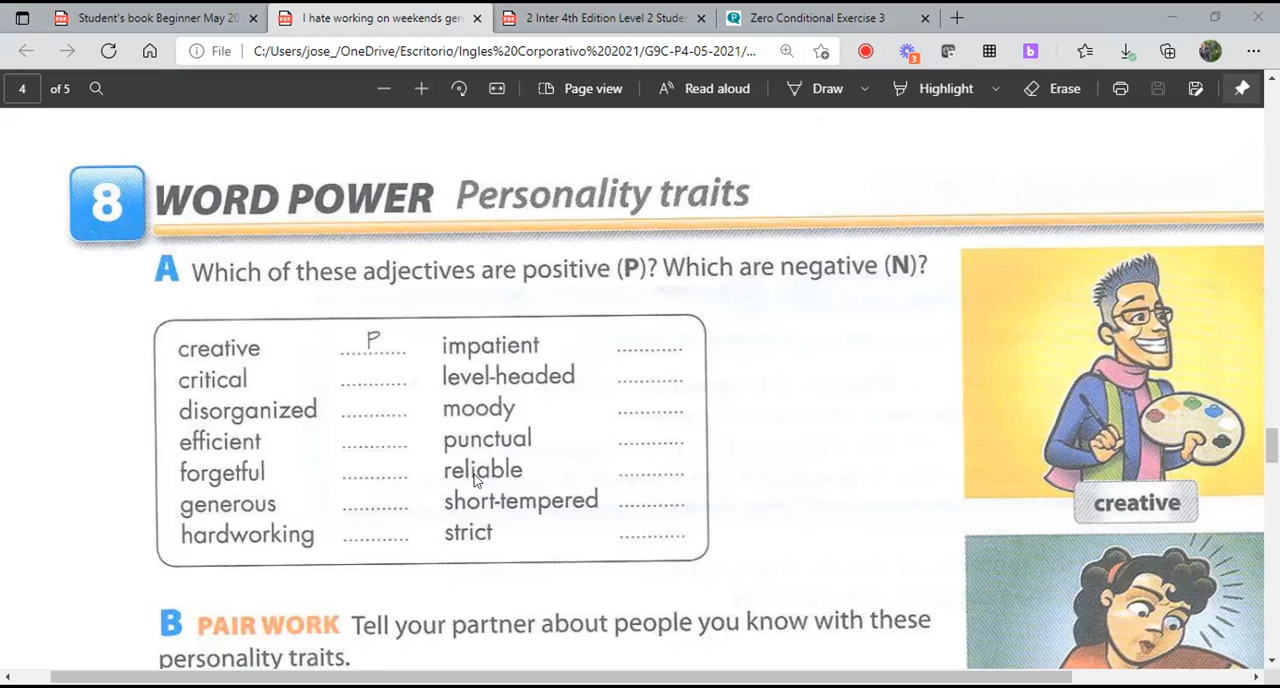 Student's book Beginner May 20
I hate working on weekends ger
2 Inter 4th Edition Level 2 Stude
Zero Conditional Exercise 3
File
C:/Users/jose_/OneDrive/Escritorio/Ingles%20Corporativo%202021/G9C-P4-05-2021/...
3
4 of 5
Page view
Read aloud
Draw
Highlight
Erase
8 WORD POWER Personality traits
A Which of these adjectives are positive (P)? Which are negative (N)?
creative P
critical
disorganized
efficient
forgetful
generous
hardworking
impatient
level-headed
moody
punctual
reliable
short-tempered
strict
creative
B PAIR WORK Tell your partner about people you know with these
personality traits.